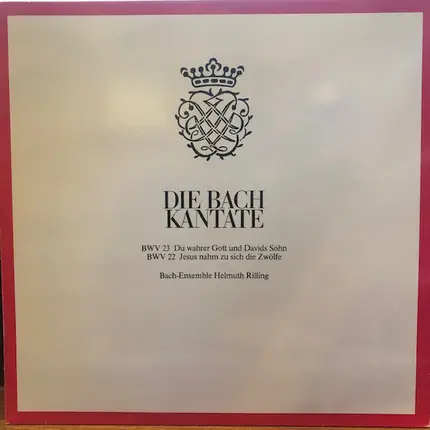 DIE BACH
KANTATE
BWV 23 Du wahrer Gott und Davids Sohn
BWV 22 Jesus nahm zu sich die Zwölfe
Bach-Ensemble Helmuth Rilling